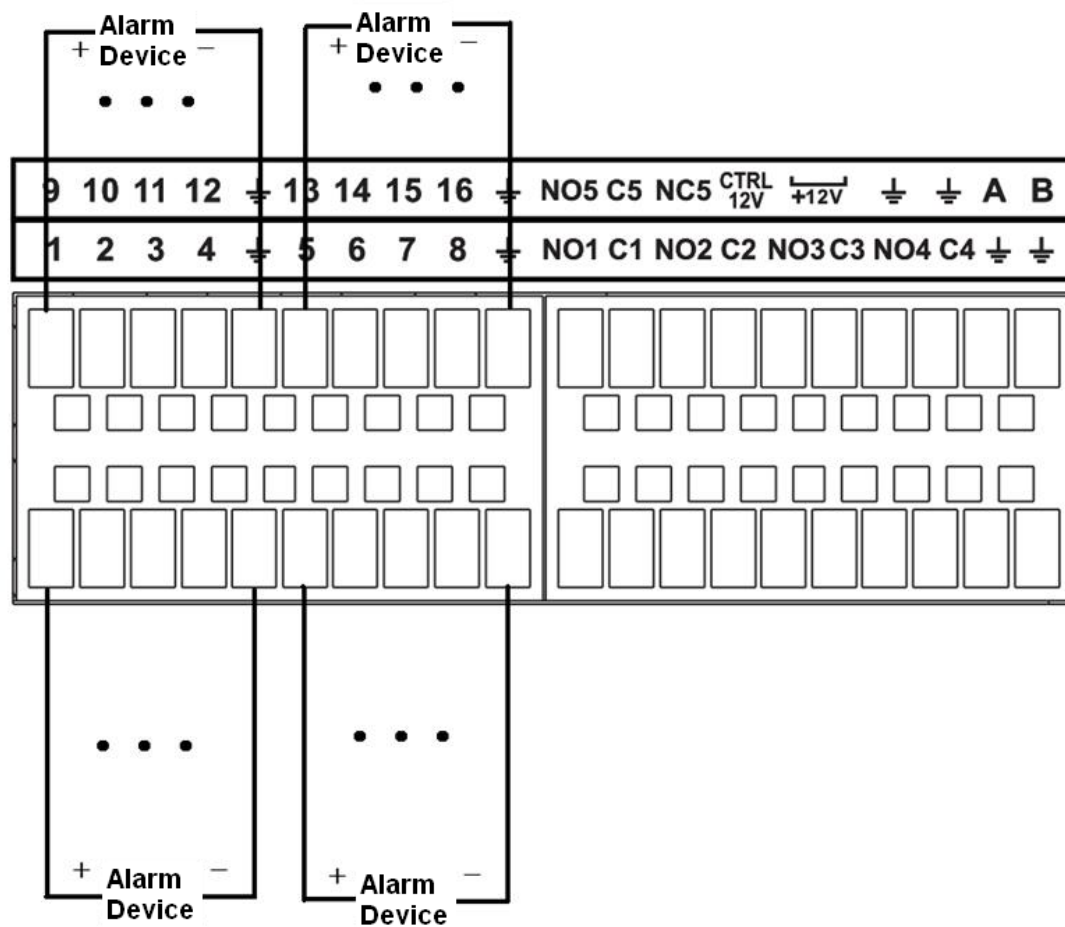 Alarm
+ Device −
Alarm
+ Device −
9 10 11 12 ⏚ 13 14 15 16 ⏚ NO5 C5 NC5 CTRL 12V +12V ⏚ ⏚ A B
1 2 3 4 ⏚ 5 6 7 8 ⏚ NO1 C1 NO2 C2 NO3 C3 NO4 C4 ⏚ ⏚
+ Alarm −
Device
+ Alarm −
Device